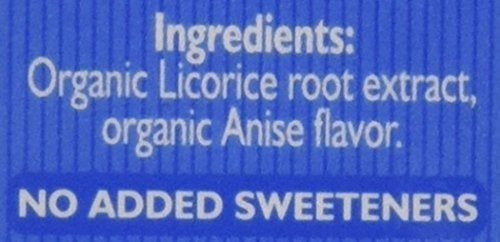 Ingredients:
Organic Licorice root extract,
organic Anise flavor.
NO ADDED SWEETENERS